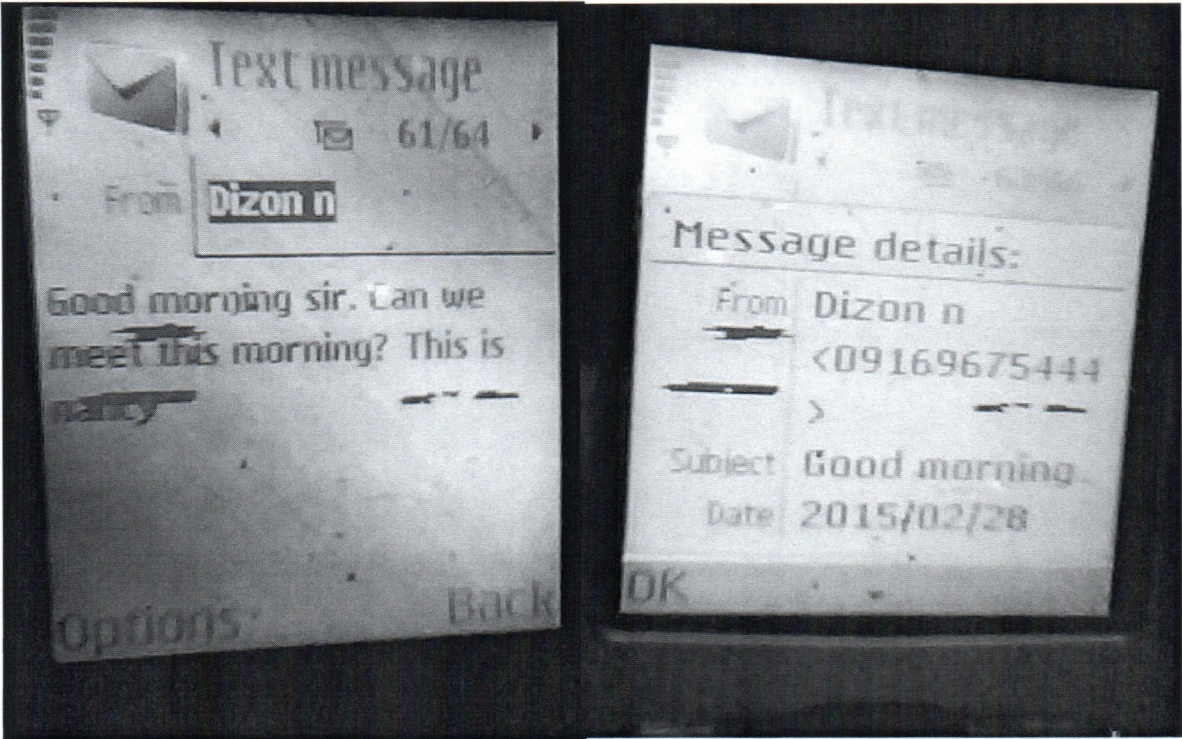 Text message
61/64
From Dizon n
Good morning sir. Can we
meet this morning? This is
nancy
Options
Back
Text message
Message details:
From Dizon n
<09169675444
>
Subject Good morning.
Date 2015/02/28
OK